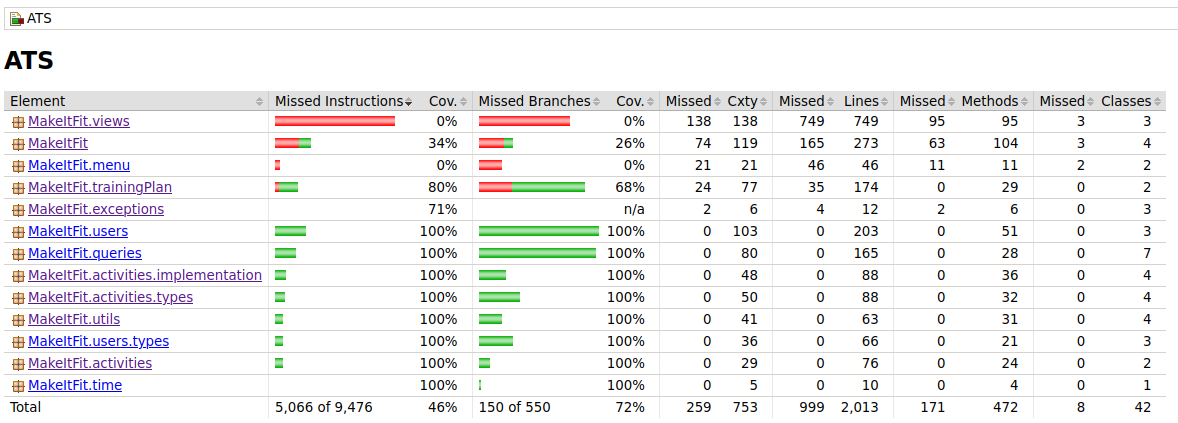 ATS
ATS
Element Missed Instructions Cov. Missed Branches Cov. Missed Cxty Missed Lines Missed Methods Missed Classes
MakeItFit.views 0% 0% 138 138 749 749 95 95 3 3
MakeItFit 34% 26% 74 119 165 273 63 104 3 4
MakeItFit.menu 0% 0% 21 21 46 46 11 11 2 2
MakeItFit.trainingPlan 80% 68% 24 77 35 174 0 29 0 2
MakeItFit.exceptions 71% n/a 2 6 4 12 2 6 0 3
MakeItFit.users 100% 100% 0 103 0 203 0 51 0 3
MakeItFit.queries 100% 100% 0 80 0 165 0 28 0 7
MakeItFit.activities.implementation 100% 100% 0 48 0 88 0 36 0 4
MakeItFit.activities.types 100% 100% 0 50 0 88 0 32 0 4
MakeItFit.utils 100% 100% 0 41 0 63 0 31 0 4
MakeItFit.users.types 100% 100% 0 36 0 66 0 21 0 3
MakeItFit.activities 100% 100% 0 29 0 76 0 24 0 2
MakeItFit.time 100% 100% 0 5 0 10 0 4 0 1
Total 5,066 of 9,476 46% 150 of 550 72% 259 753 999 2,013 171 472 8 42